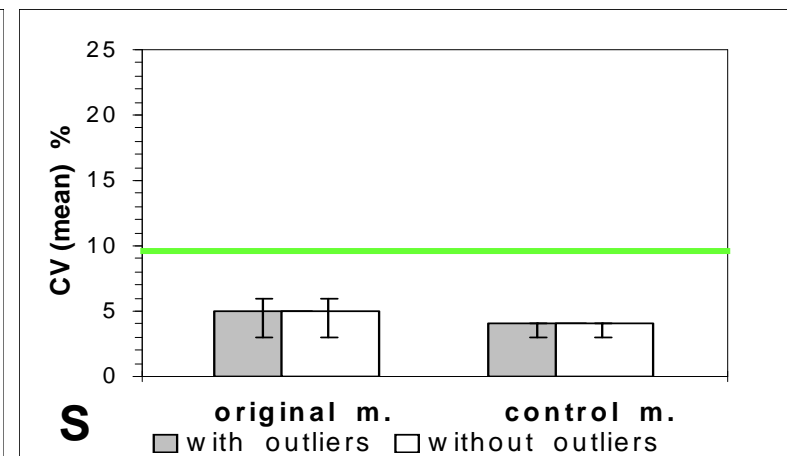 25
20
15
10
5
0
CV (mean) %
original m. control m.
S
with outliers without outliers